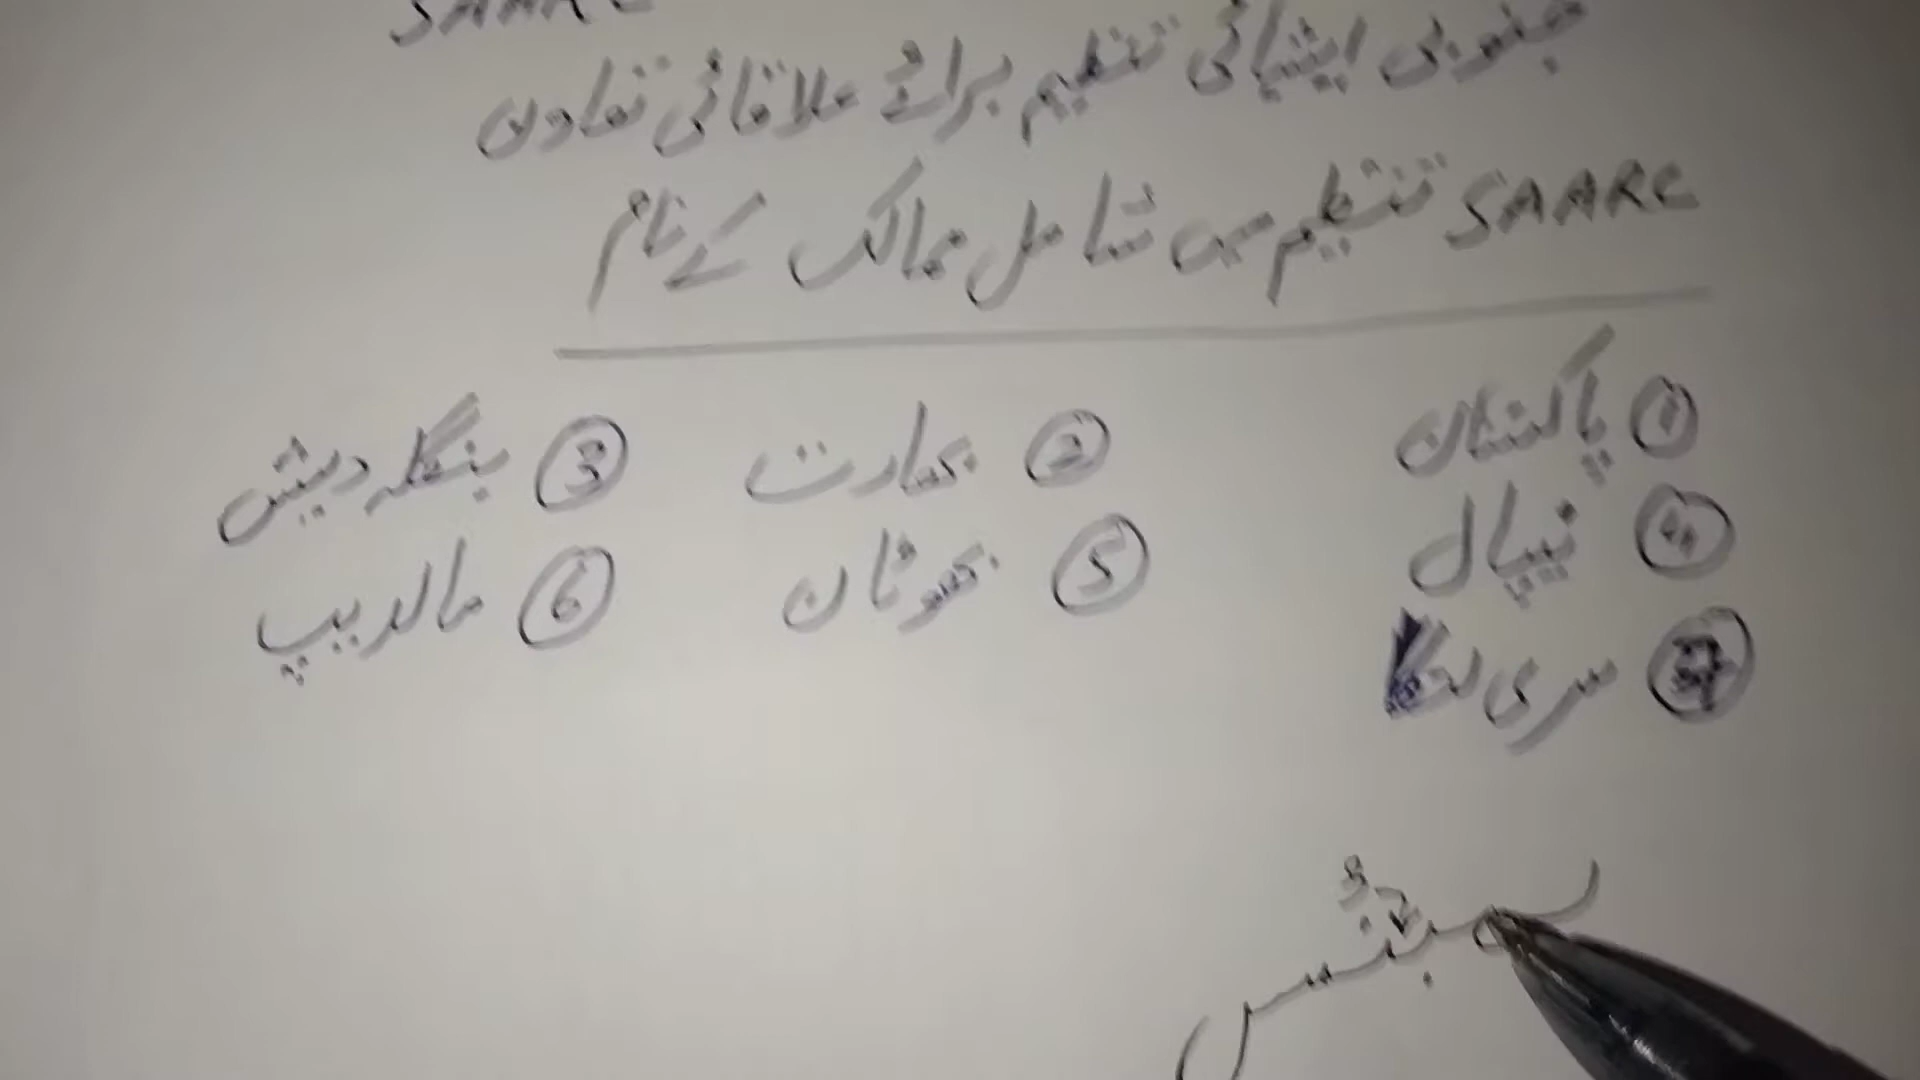 SAARC
جنوبی ایشیائی تنظیم برائے علاقائی تعاون
SAARC تنظیم میں شامل ممالک کے نام
① پاکستان ② بھارت ③ بنگلہ دیش
④ نیپال ⑤ بھوٹان ⑥ مالدیپ
⑦ سری لنکا